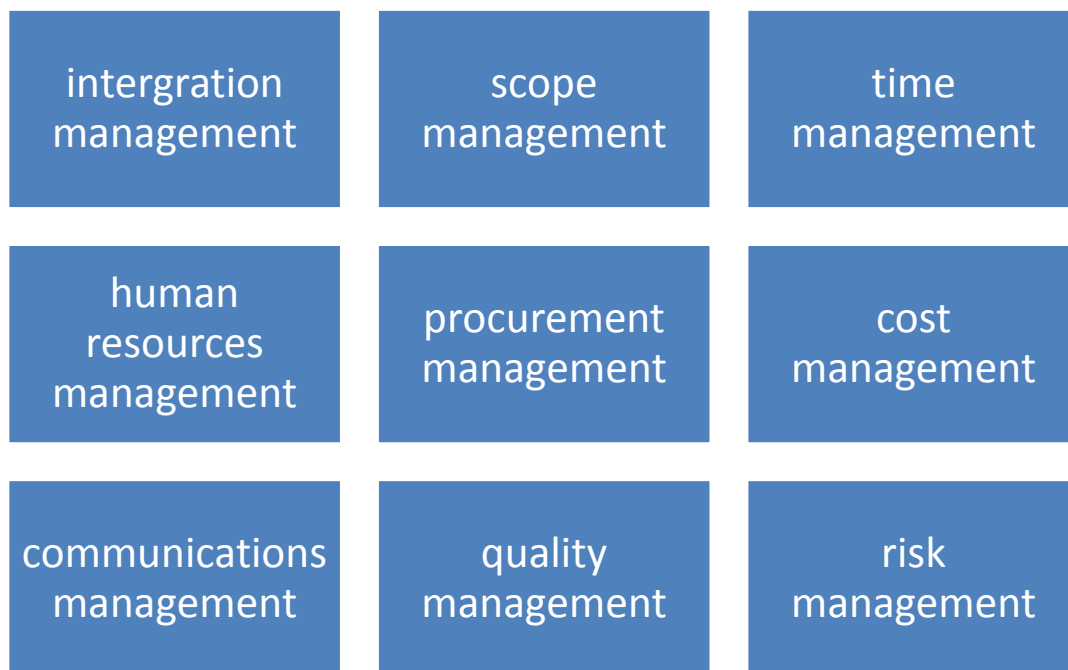 intergration
management
scope
management
time
management
human
resources
management
procurement
management
cost
management
communications
management
quality
management
risk
management